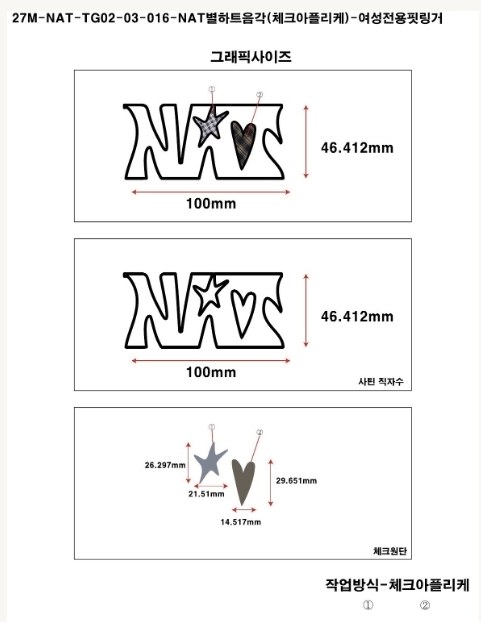 27M-NAT-TG02-03-016-NAT별하트음각(체크아플리케)-여성전용핏링거
그래픽사이즈
① ②
NATS
46.412mm
100mm
NATS
46.412mm
100mm
사틴 직자수
① ②
26.297mm
29.651mm
21.51mm
14.517mm
체크원단
작업방식-체크아플리케
① ②